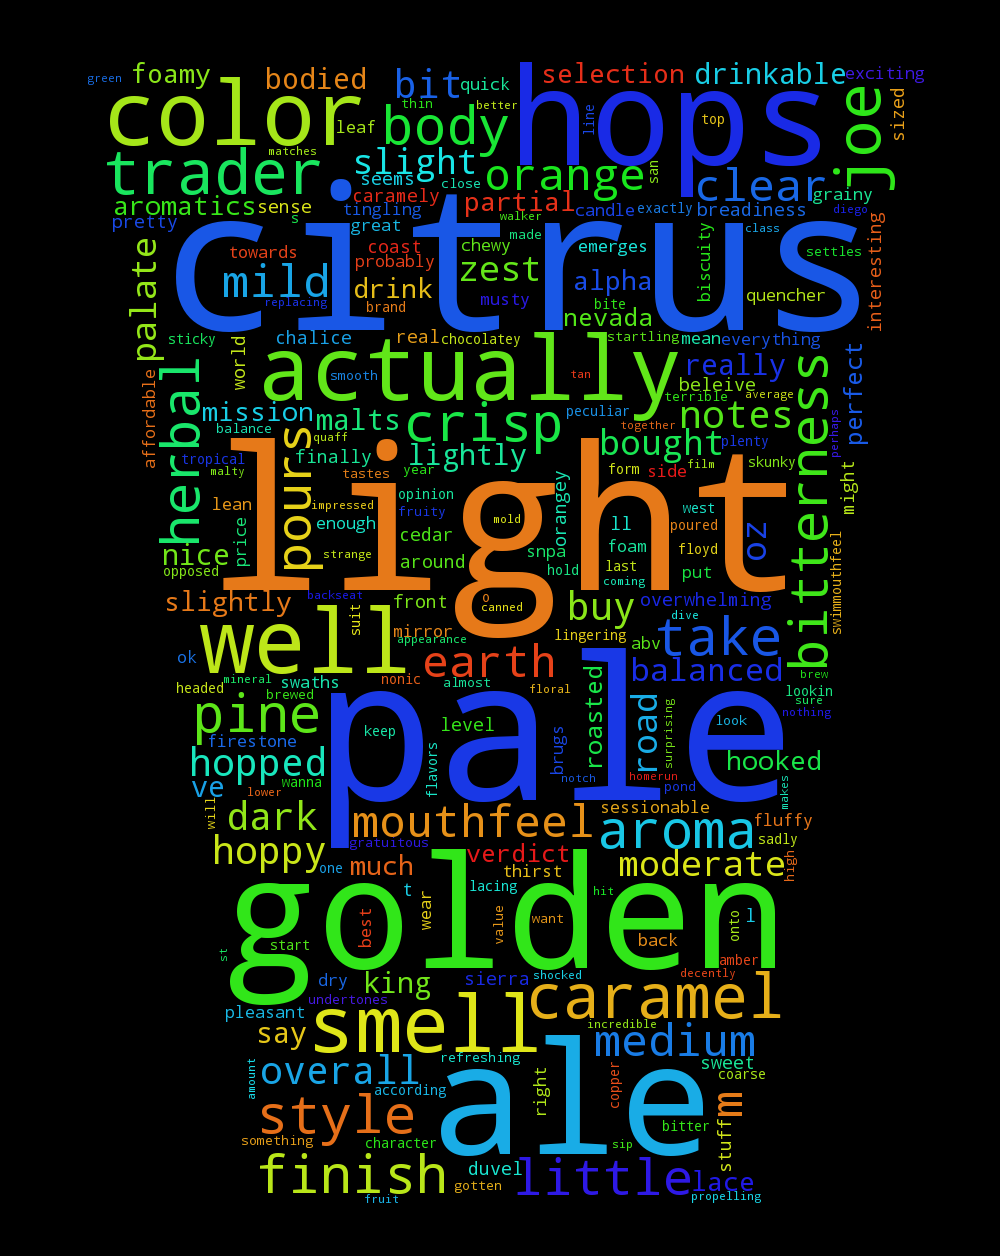 green foamy bodied bit quick selection drinkable exciting
color thin better hops line top joe sized
leaf body
trader matches slight seems close orange san clear grainy
aromatics sense caramely partial candle exactly breadiness diego
pretty s tingling great walker class
palate towards coast chewy made emerges biscuity settles interesting
citrus
mild probably zest alpha
replacing drink brand musty bite nevada quencher
sticky world chalice real chocolatey startling mean everything
actually smooth tan really perfect
affordable herbal beleive terrible average
mission malts crisp peculiar notes
balance quaff together bought plenty perhaps bitterness
tropical pours finally lightly side film skunky
malty tastes year form might
light
lean impressed opinion orangey west
price enough fruity mold ll poured oz
strange cedar snpa foam floyd last
nice around hold put swimmouthfeel
opposed coming
slightly backseat front o canned buy overwhelming
suit mirror appearance lingering abv dive take
well
ok earth balanced
headed mineral swaths nonic almost floral roasted road lookin brew
brewed sure
pine pale nothing
keep level look surprising
firestone flavors brugs hooked
hopped notch homerun pond makes
ve lower wanna
will dark mouthfeel sessionable aroma fluffy
hoppy gratuitous verdict sadly
one much thirst moderate high
t lacing hit
golden
wear value want onto l
start best back
st amber
dry king sierra shocked decently
undertones caramel
pleasant smell incredible
say medium
overall refreshing sweet
amount according ale right copper coarse
style m
something character sip bitter stuff
finish duvel little lace
fruit gotten propelling